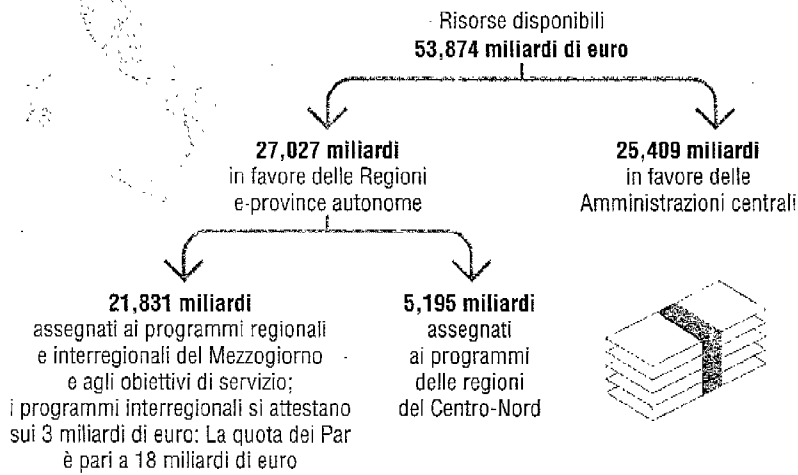 Risorse disponibili
53,874 miliardi di euro
27,027 miliardi
in favore delle Regioni
e province autonome
25,409 miliardi
in favore delle
Amministrazioni centrali
21,831 miliardi
assegnati ai programmi regionali
e interregionali del Mezzogiorno
e agli obiettivi di servizio;
i programmi interregionali si attestano
sui 3 miliardi di euro: La quota dei Par
è pari a 18 miliardi di euro
5,195 miliardi
assegnati
ai programmi
delle regioni
del Centro-Nord